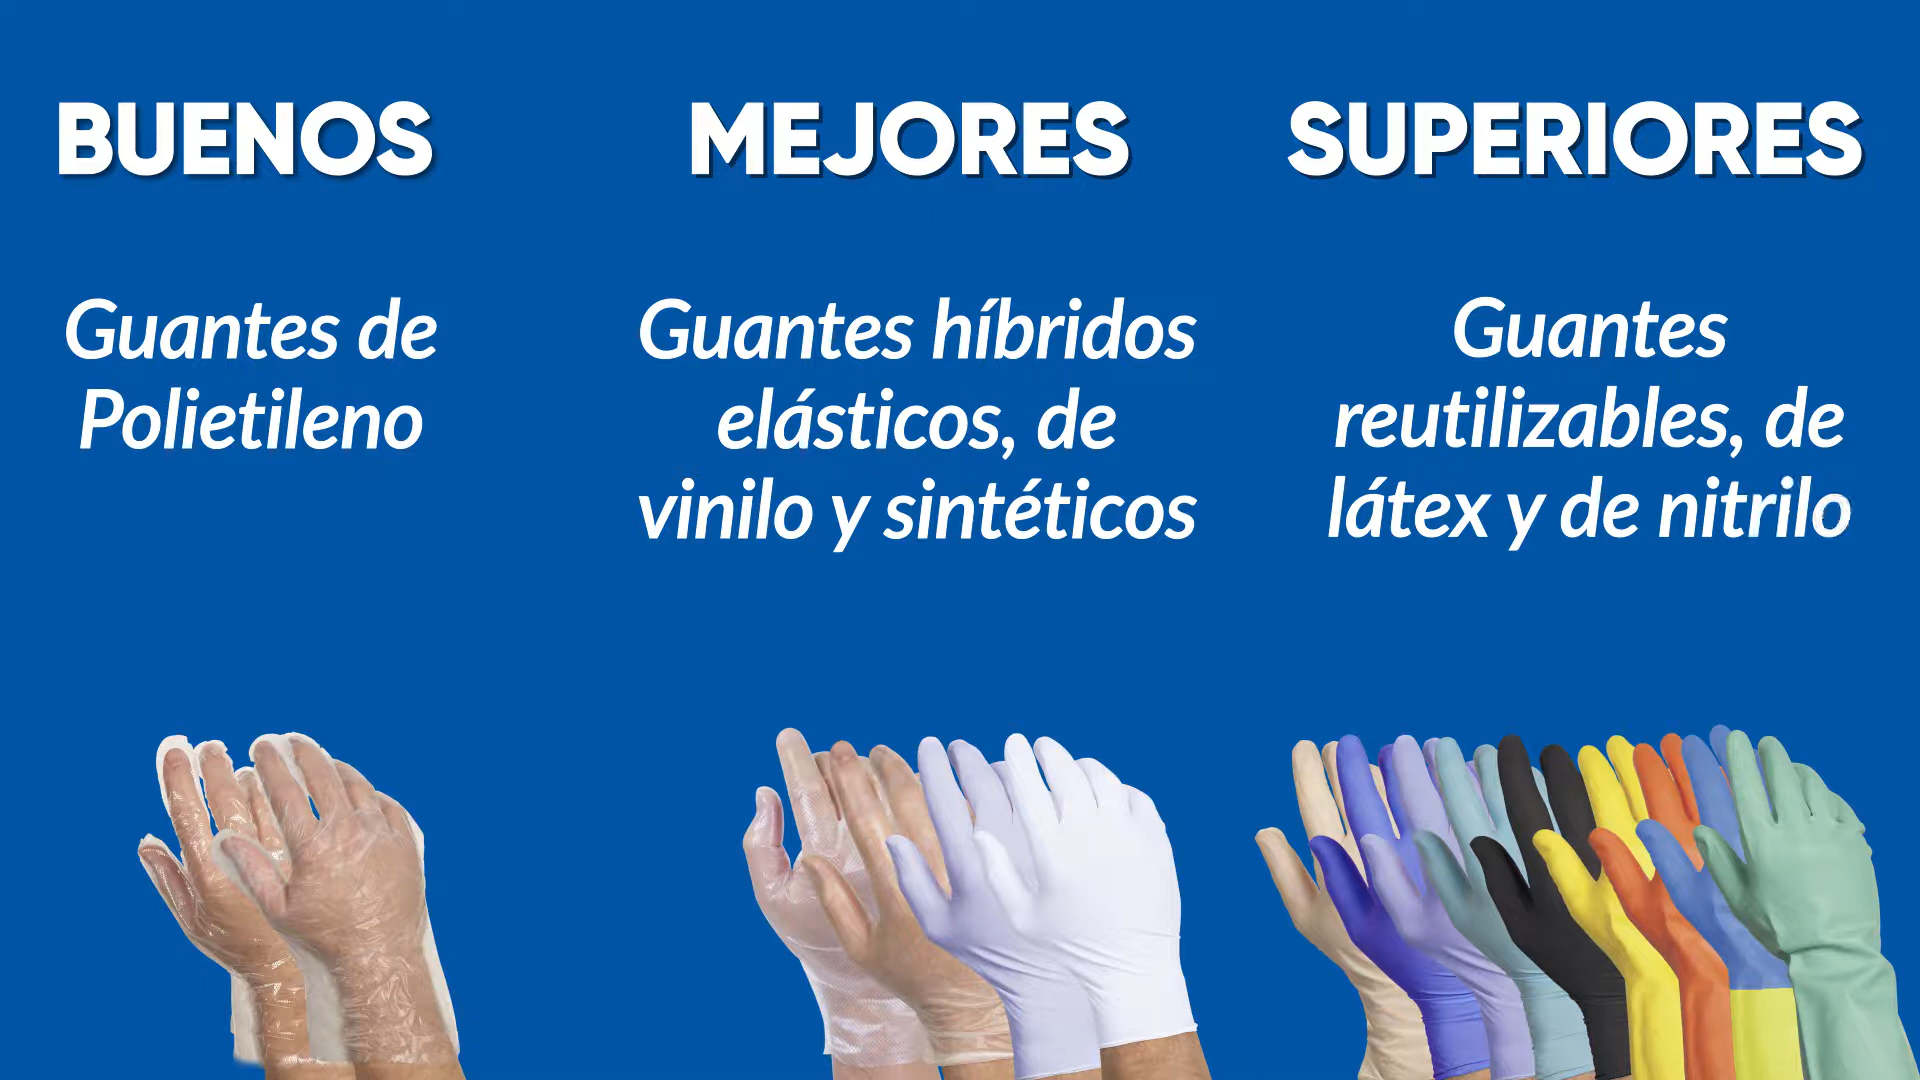 BUENOS
Guantes de
Polietileno
MEJORES
Guantes híbridos
elásticos, de
vinilo y sintéticos
SUPERIORES
Guantes
reutilizables, de
látex y de nitrilo